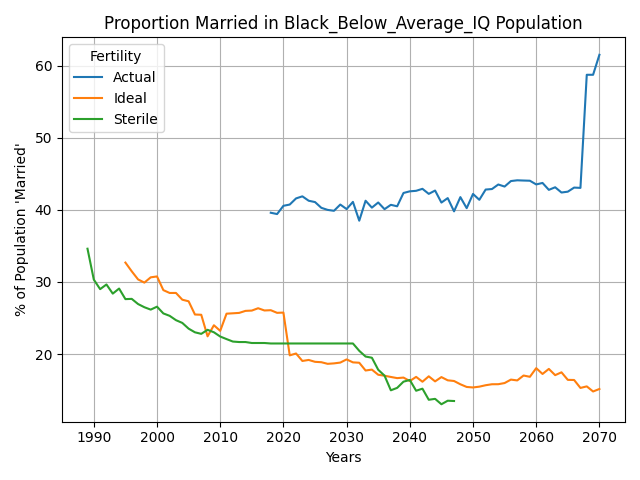 Proportion Married in Black_Below_Average_IQ Population
Fertility
Actual
Ideal
Sterile
% of Population 'Married'
60
50
40
30
20
1990 2000 2010 2020 2030 2040 2050 2060 2070
Years